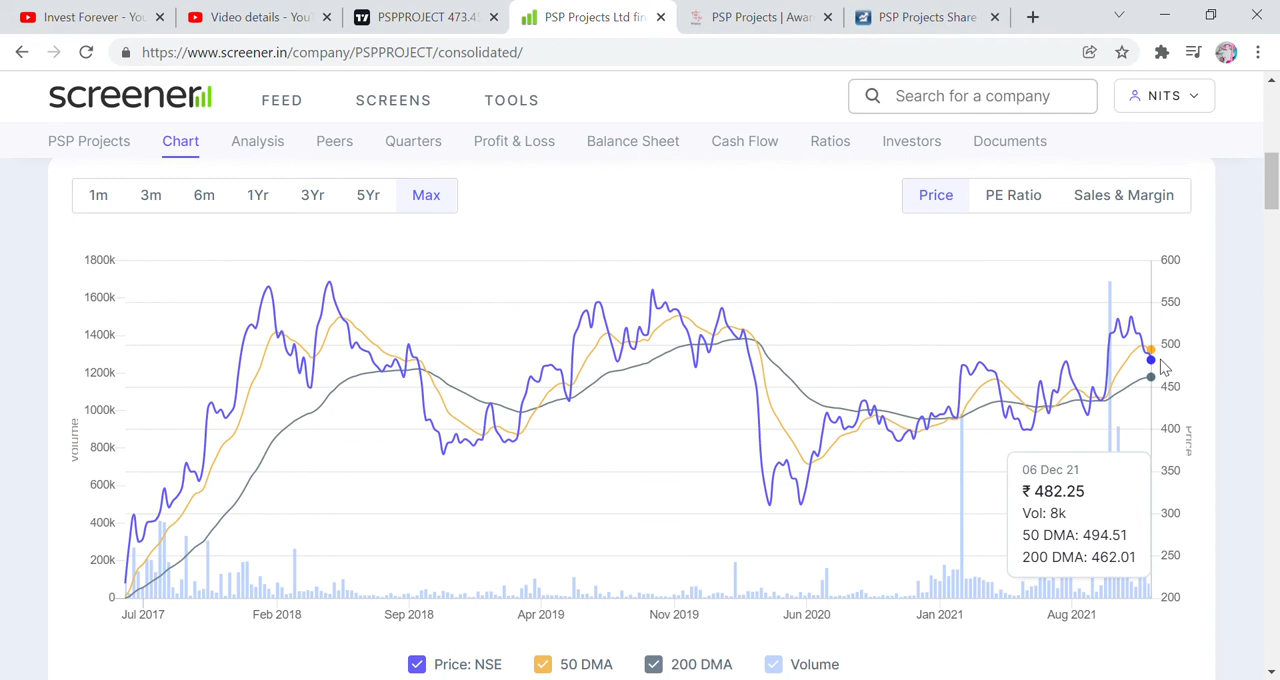 Invest Forever - Yo
Video details - YouT
PSPPROJECT 473.4
PSP Projects Ltd fin
PSP Projects | Awar
PSP Projects Share
https://www.screener.in/company/PSPPROJECT/consolidated/
screener
FEED
SCREENS
TOOLS
Search for a company
NITS
PSP Projects
Chart
Analysis
Peers
Quarters
Profit & Loss
Balance Sheet
Cash Flow
Ratios
Investors
Documents
1m 3m 6m 1Yr 3Yr 5Yr Max
Price PE Ratio Sales & Margin
1800k
1600k
1400k
1200k
1000k
800k
600k
400k
200k
0
volume
600
550
500
450
400
350
300
250
200
Price
06 Dec 21
₹ 482.25
Vol: 8k
50 DMA: 494.51
200 DMA: 462.01
Jul 2017 Feb 2018 Sep 2018 Apr 2019 Nov 2019 Jun 2020 Jan 2021 Aug 2021
Price: NSE 50 DMA 200 DMA Volume